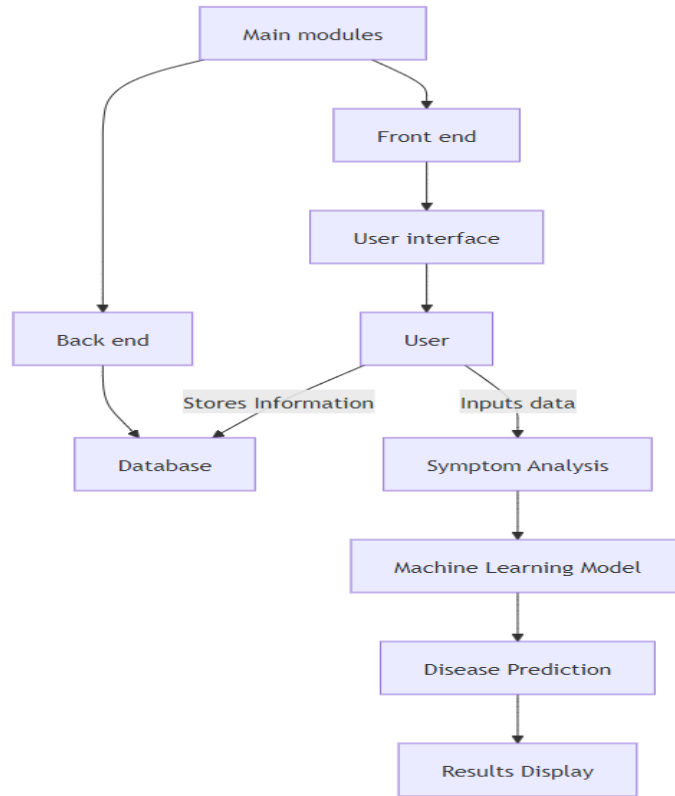 Main modules
Front end
User interface
Back end
User
Stores Information
Inputs data
Database
Symptom Analysis
Machine Learning Model
Disease Prediction
Results Display